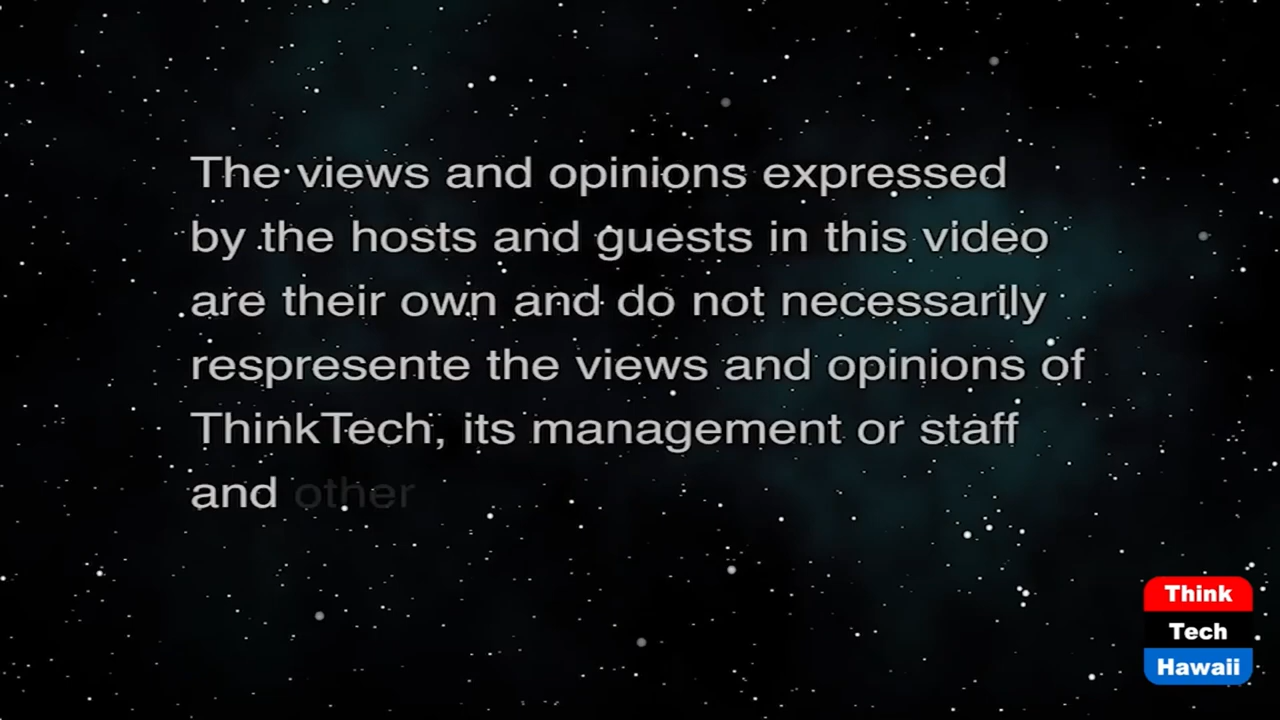 The views and opinions expressed
by the hosts and guests in this video
are their own and do not necessarily
respresente the views and opinions of
ThinkTech, its management or staff
and other
Think
Tech
Hawaii